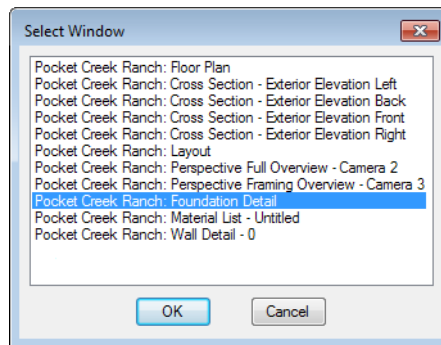 Select Window
Pocket Creek Ranch: Floor Plan
Pocket Creek Ranch: Cross Section - Exterior Elevation Left
Pocket Creek Ranch: Cross Section - Exterior Elevation Back
Pocket Creek Ranch: Cross Section - Exterior Elevation Front
Pocket Creek Ranch: Cross Section - Exterior Elevation Right
Pocket Creek Ranch: Layout
Pocket Creek Ranch: Perspective Full Overview - Camera 2
Pocket Creek Ranch: Perspective Framing Overview - Camera 3
Pocket Creek Ranch: Foundation Detail
Pocket Creek Ranch: Material List - Untitled
Pocket Creek Ranch: Wall Detail - 0
OK Cancel